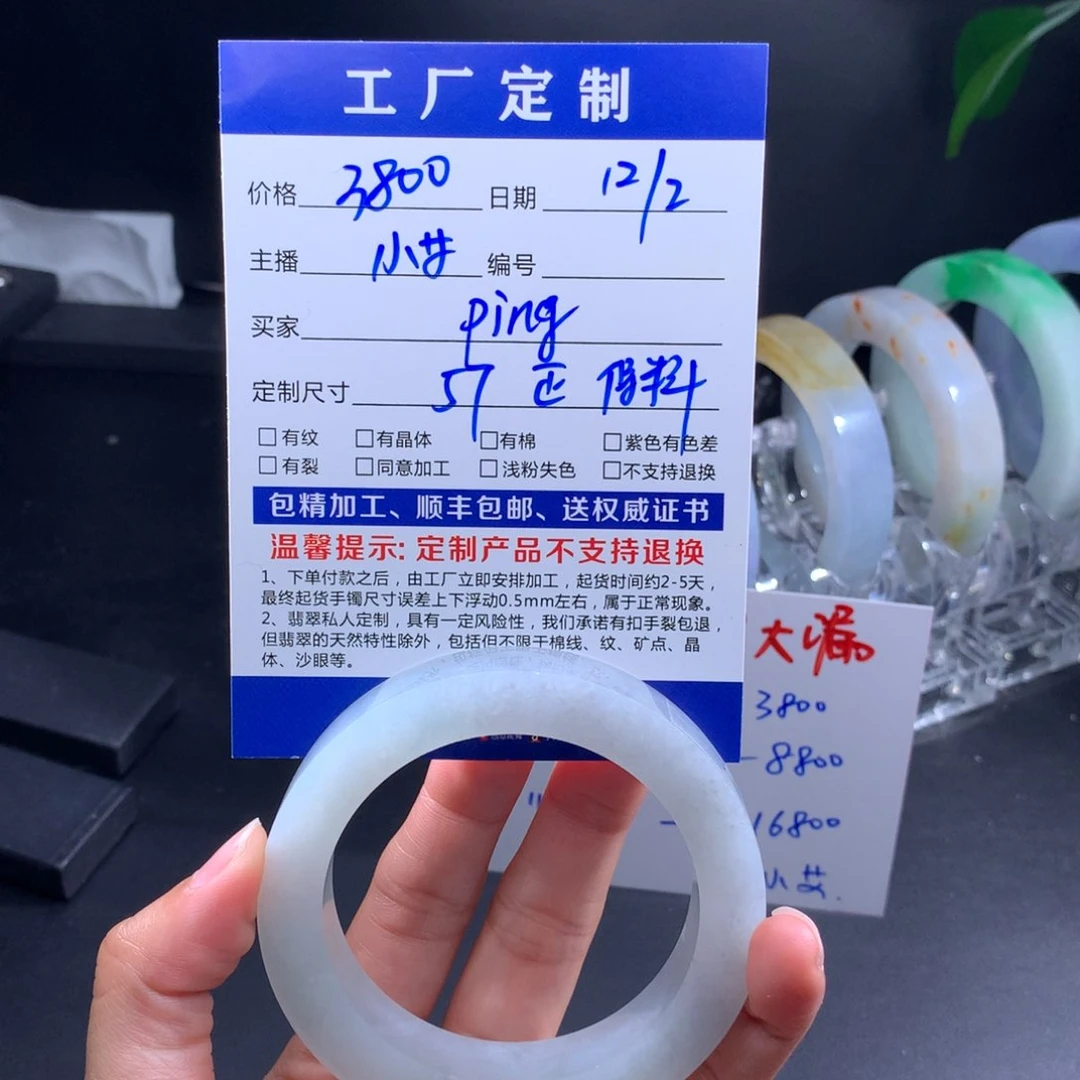 工厂定制
价格 3800 日期 12/2
主播 小艾 编号
买家 ping
定制尺寸 57 正 料
□有纹 □有晶体 □有棉 □紫色有色差
□有裂 □同意加工 □浅粉失色 □不支持退换
包精加工、顺丰包邮、送权威证书
温馨提示:定制产品不支持退换
1、下单付款之后，由工厂立即安排加工，起货时间约2-5天，
最终起货手镯尺寸误差上下浮动0.5mm左右，属于正常现象。
2、翡翠私人定制，具有一定风险性，我们承诺有扣手裂包退，
但翡翠的天然特性除外，包括但不限于棉线、纹、矿点、晶
体、沙眼等。
大漏
3800
-8800
- 16800
小艾.